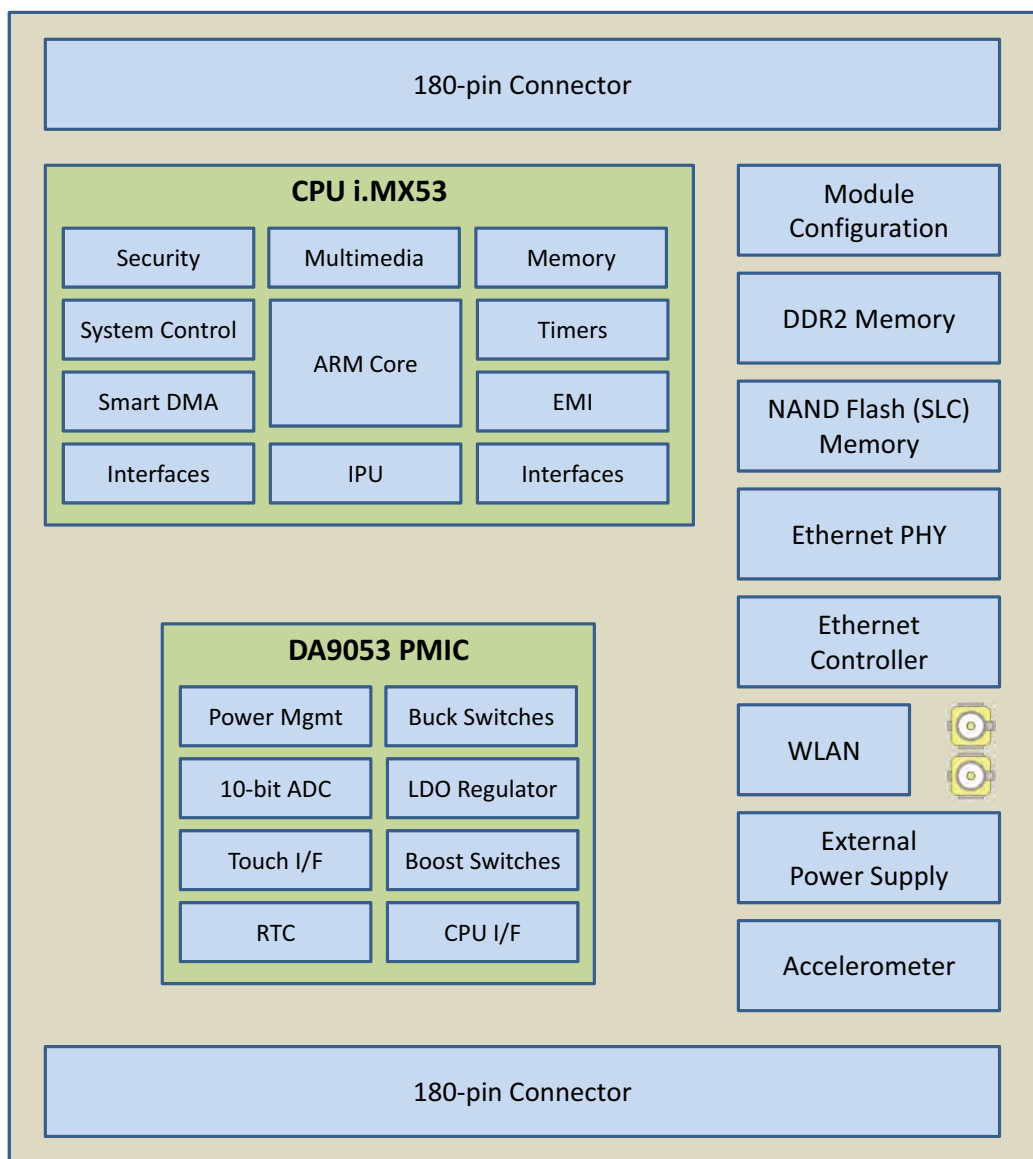 180-pin Connector
CPU i.MX53
Security
Multimedia
Memory
System Control
ARM Core
Timers
Smart DMA
EMI
Interfaces
IPU
Interfaces
Module
Configuration
DDR2 Memory
NAND Flash (SLC)
Memory
Ethernet PHY
Ethernet
Controller
WLAN
External
Power Supply
Accelerometer
DA9053 PMIC
Power Mgmt
Buck Switches
10-bit ADC
LDO Regulator
Touch I/F
Boost Switches
RTC
CPU I/F
180-pin Connector